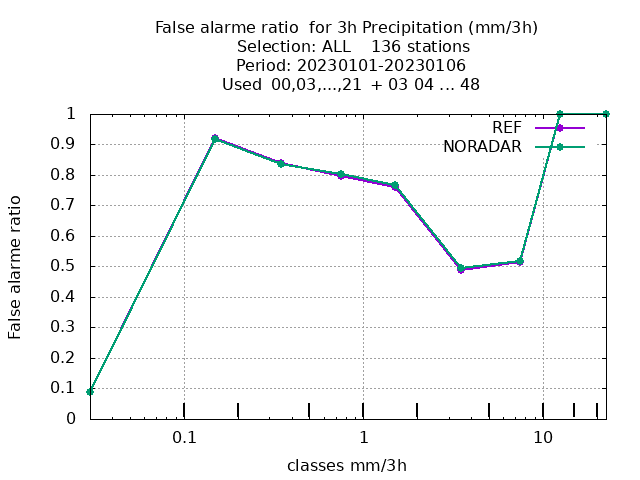 False alarme ratio  for 3h Precipitation (mm/3h)
Selection: ALL    136 stations
Period: 20230101-20230106
Used  00,03,...,21  + 03 04 ... 48
REF
NORADAR
1
0.9
0.8
0.7
0.6
0.5
0.4
0.3
0.2
0.1
0
False alarme ratio
0.1
1
10
classes mm/3h